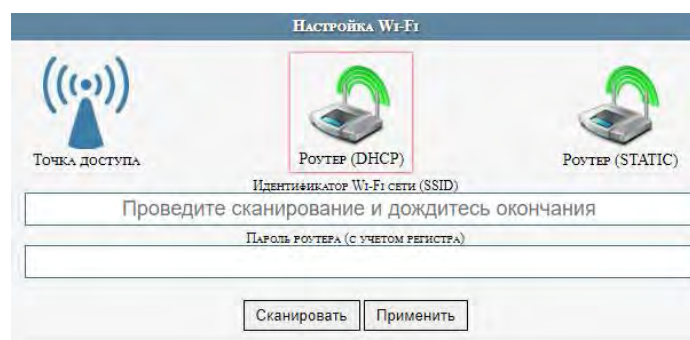 Настройка Wi-Fi
Точка доступа
Роутер (DHCP)
Роутер (STATIC)
Идентификатор Wi-Fi сети (SSID)
Проведите сканирование и дождитесь окончания
Пароль роутера (с учетом регистра)
Сканировать
Применить